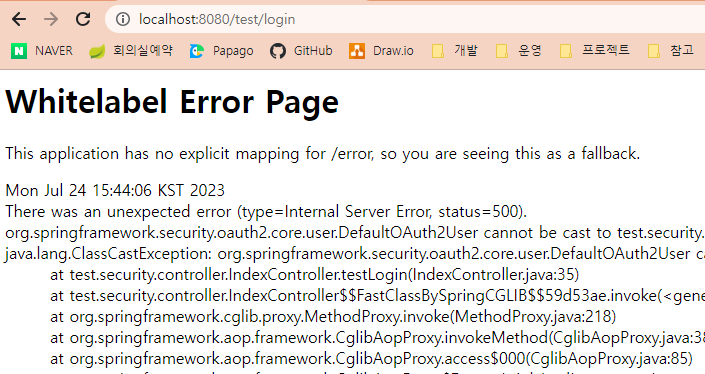 localhost:8080/test/login
NAVER 회의실예약 Papago GitHub Draw.io 개발 운영 프로젝트 참고
Whitelabel Error Page
This application has no explicit mapping for /error, so you are seeing this as a fallback.
Mon Jul 24 15:44:06 KST 2023
There was an unexpected error (type=Internal Server Error, status=500).
org.springframework.security.oauth2.core.user.DefaultOAuth2User cannot be cast to test.security.
java.lang.ClassCastException: org.springframework.security.oauth2.core.user.DefaultOAuth2User ca
at test.security.controller.IndexController.testLogin(IndexController.java:35)
at test.security.controller.IndexController$$FastClassBySpringCGLIB$$59d53ae.invoke(<gene
at org.springframework.cglib.proxy.MethodProxy.invoke(MethodProxy.java:218)
at org.springframework.aop.framework.CglibAopProxy.invokeMethod(CglibAopProxy.java:38
at org.springframework.aop.framework.CglibAopProxy.access$000(CglibAopProxy.java:85)